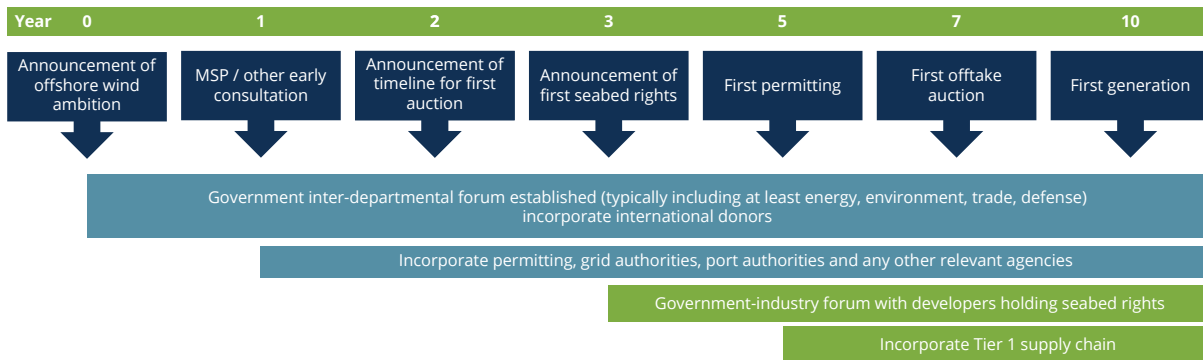 Year 0 1 2 3 5 7 10
Announcement of
offshore wind
ambition
MSP / other early
consultation
Announcement of
timeline for first
auction
Announcement of
first seabed rights
First permitting
First offtake
auction
First generation
Government inter-departmental forum established (typically including at least energy, environment, trade, defense)
incorporate international donors
Incorporate permitting, grid authorities, port authorities and any other relevant agencies
Government-industry forum with developers holding seabed rights
Incorporate Tier 1 supply chain